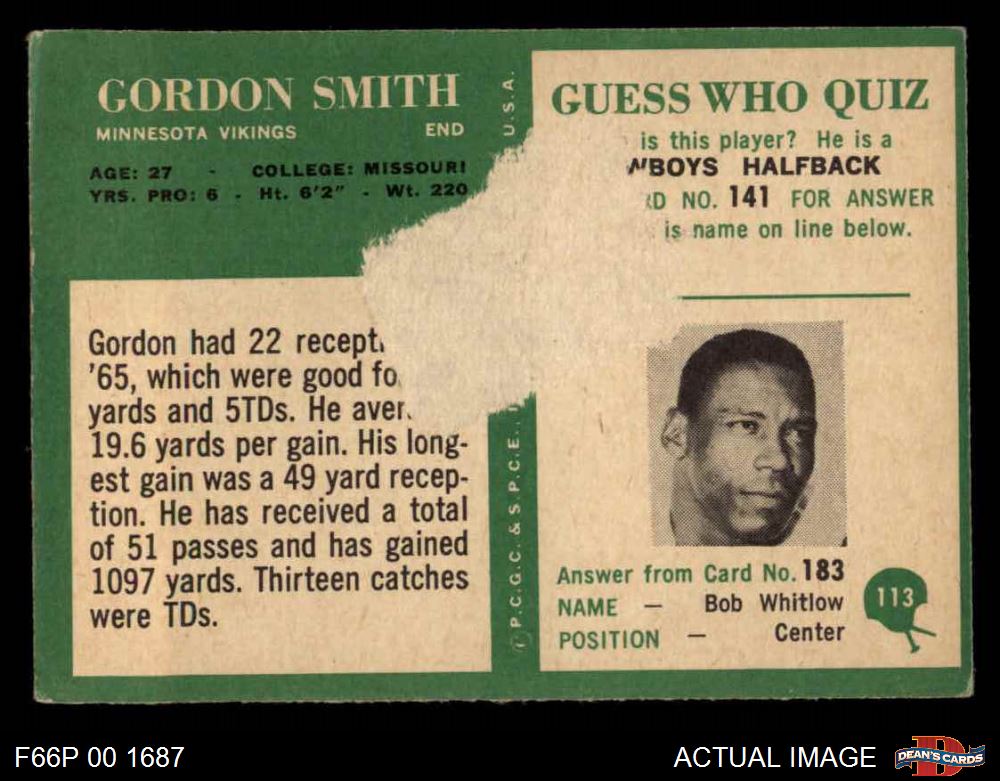 GORDON SMITH
MINNESOTA VIKINGS END
AGE: 27 - COLLEGE: MISSOURI
YRS. PRO: 6 - Ht. 6'2" - Wt. 220
Gordon had 22
'65, which were good
yards and 5TDs. He
19.6 yards per gain. His long-
est gain was a 49 yard recep-
tion. He has received a total
of 51 passes and has gained
1097 yards. Thirteen catches
were TDs.
© P.C.G.C. & S.P.C.E.,
U.S.A.
GUESS WHO QUIZ
is this player? He is a
HALFBACK
NO. 141 FOR ANSWER
is name on line below.
Answer from Card No. 183
NAME — Bob Whitlow
POSITION — Center
113
F66P 00 1687
ACTUAL IMAGE
D
DEAN'S CARDS